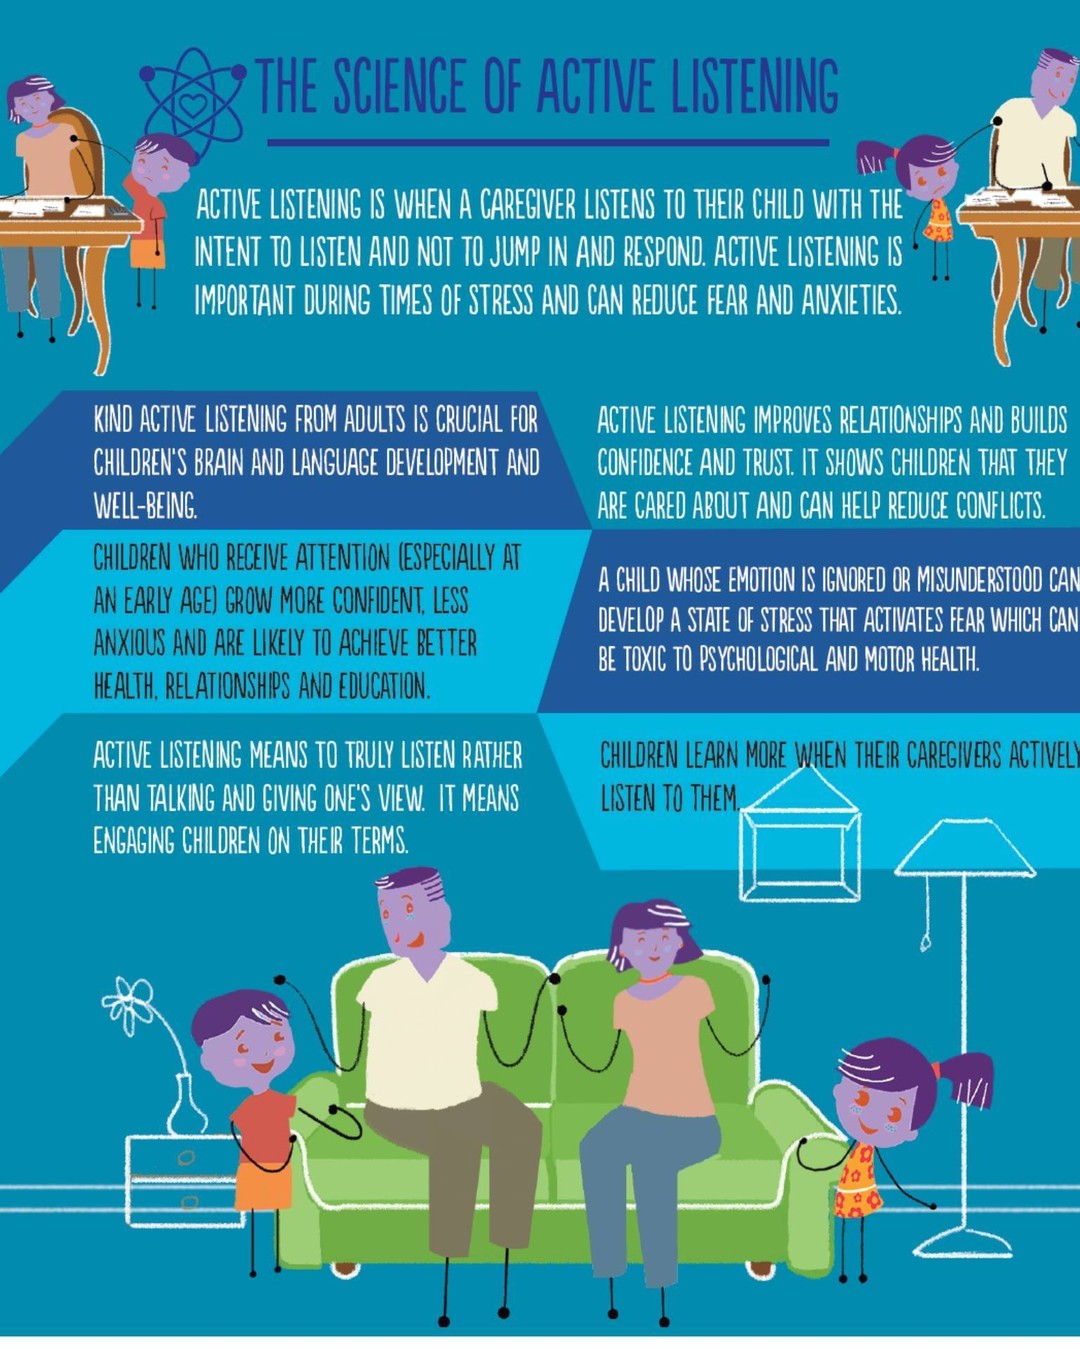 THE SCIENCE OF ACTIVE LISTENING
ACTIVE LISTENING IS WHEN A CAREGIVER LISTENS TO THEIR CHILD WITH THE
INTENT TO LISTEN AND NOT TO JUMP IN AND RESPOND. ACTIVE LISTENING IS
IMPORTANT DURING TIMES OF STRESS AND CAN REDUCE FEAR AND ANXIETIES.
KIND ACTIVE LISTENING FROM ADULTS IS CRUCIAL FOR
CHILDREN'S BRAIN AND LANGUAGE DEVELOPMENT AND
WELL-BEING.
ACTIVE LISTENING IMPROVES RELATIONSHIPS AND BUILDS
CONFIDENCE AND TRUST. IT SHOWS CHILDREN THAT THEY
ARE CARED ABOUT AND CAN HELP REDUCE CONFLICTS.
CHILDREN WHO RECEIVE ATTENTION (ESPECIALLY AT
AN EARLY AGE) GROW MORE CONFIDENT, LESS
ANXIOUS AND ARE LIKELY TO ACHIEVE BETTER
HEALTH, RELATIONSHIPS AND EDUCATION.
A CHILD WHOSE EMOTION IS IGNORED OR MISUNDERSTOOD CAN
DEVELOP A STATE OF STRESS THAT ACTIVATES FEAR WHICH CAN
BE TOXIC TO PSYCHOLOGICAL AND MOTOR HEALTH.
ACTIVE LISTENING MEANS TO TRULY LISTEN RATHER
THAN TALKING AND GIVING ONE'S VIEW. IT MEANS
ENGAGING CHILDREN ON THEIR TERMS.
CHILDREN LEARN MORE WHEN THEIR CAREGIVERS ACTIVELY
LISTEN TO THEM.